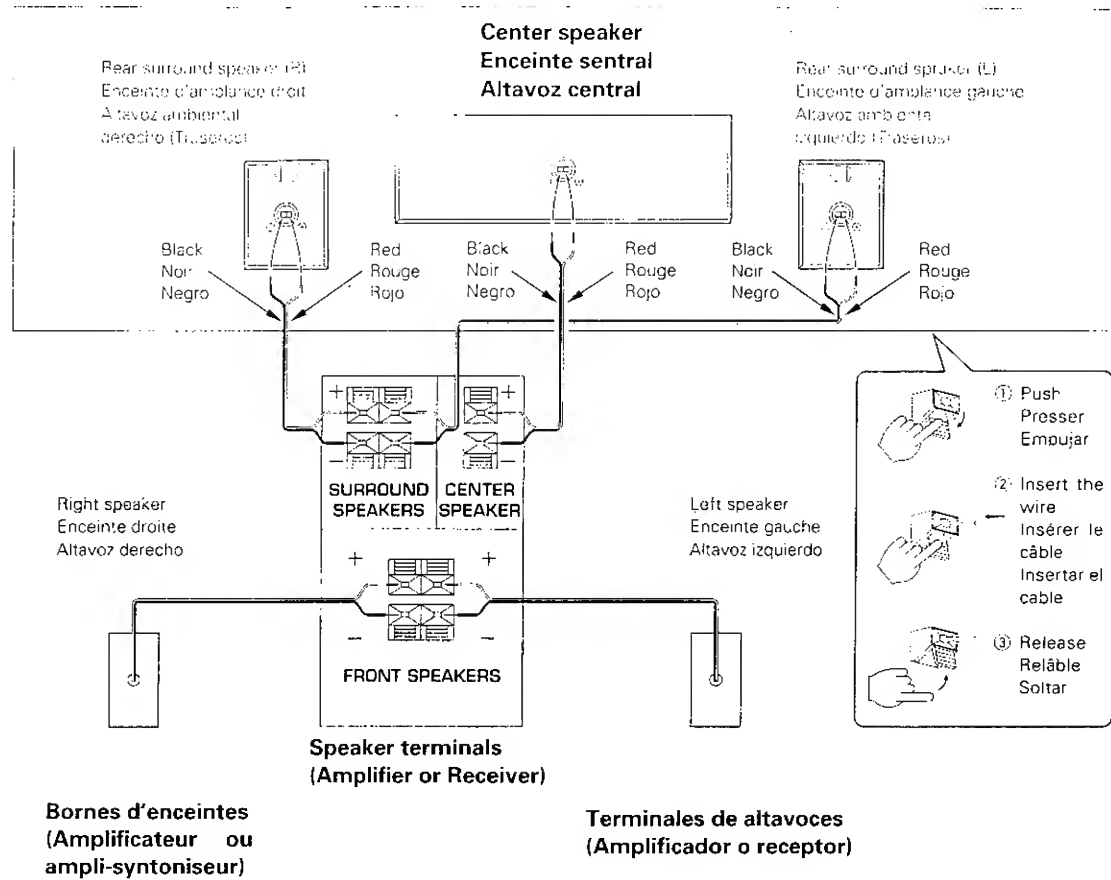 Center speaker
Enceinte sentral
Altavoz central
Rear surround speaker (R)
Enceinte d'ambiance droit
Altavoz ambiental
derecho (Traseros)
Rear surround speaker (L)
Enceinte d'ambiance gauche
Altavoz ambiental
izquierdo (Traseros)
Black
Noir
Negro
Red
Rouge
Rojo
Black
Noir
Negro
Red
Rouge
Rojo
Black
Noir
Negro
Red
Rouge
Rojo
+ +
- -
SURROUND
SPEAKERS
CENTER
SPEAKER
① Push
Presser
Empujar
② Insert the
wire
Insérer le
câble
Insertar el
cable
③ Release
Relâble
Soltar
Right speaker
Enceinte droite
Altavoz derecho
Left speaker
Enceinte gauche
Altavoz izquierdo
+ +
- -
FRONT SPEAKERS
Speaker terminals
(Amplifier or Receiver)
Bornes d'enceintes
(Amplificateur ou
ampli-syntoniseur)
Terminales de altavoces
(Amplificador o receptor)